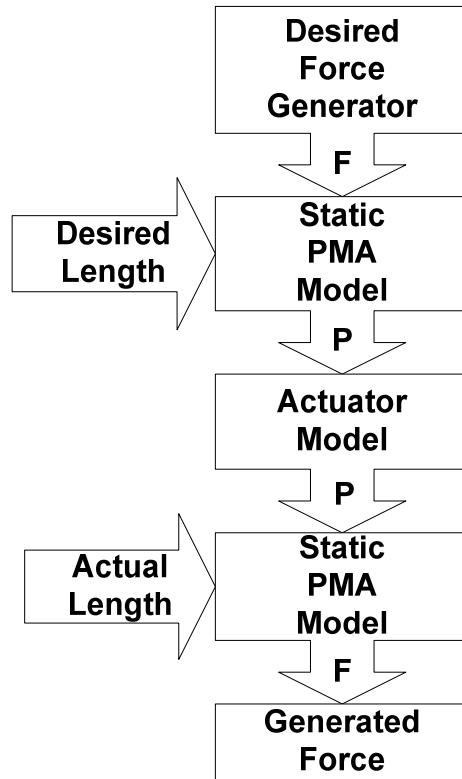 Desired
Force
Generator
F
Desired
Length
Static
PMA
Model
P
Actuator
Model
P
Actual
Length
Static
PMA
Model
F
Generated
Force